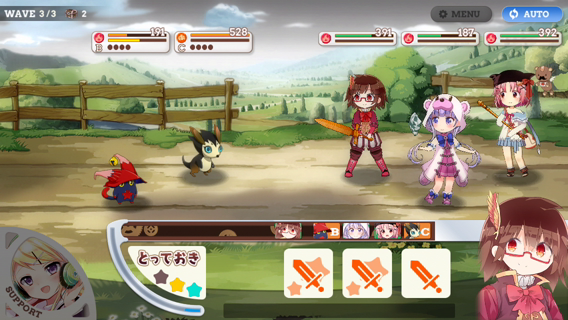 WAVE 3/3 2
MENU
AUTO
191
B
528
C
391
187
392
B
C
とっておき
SUPPORT